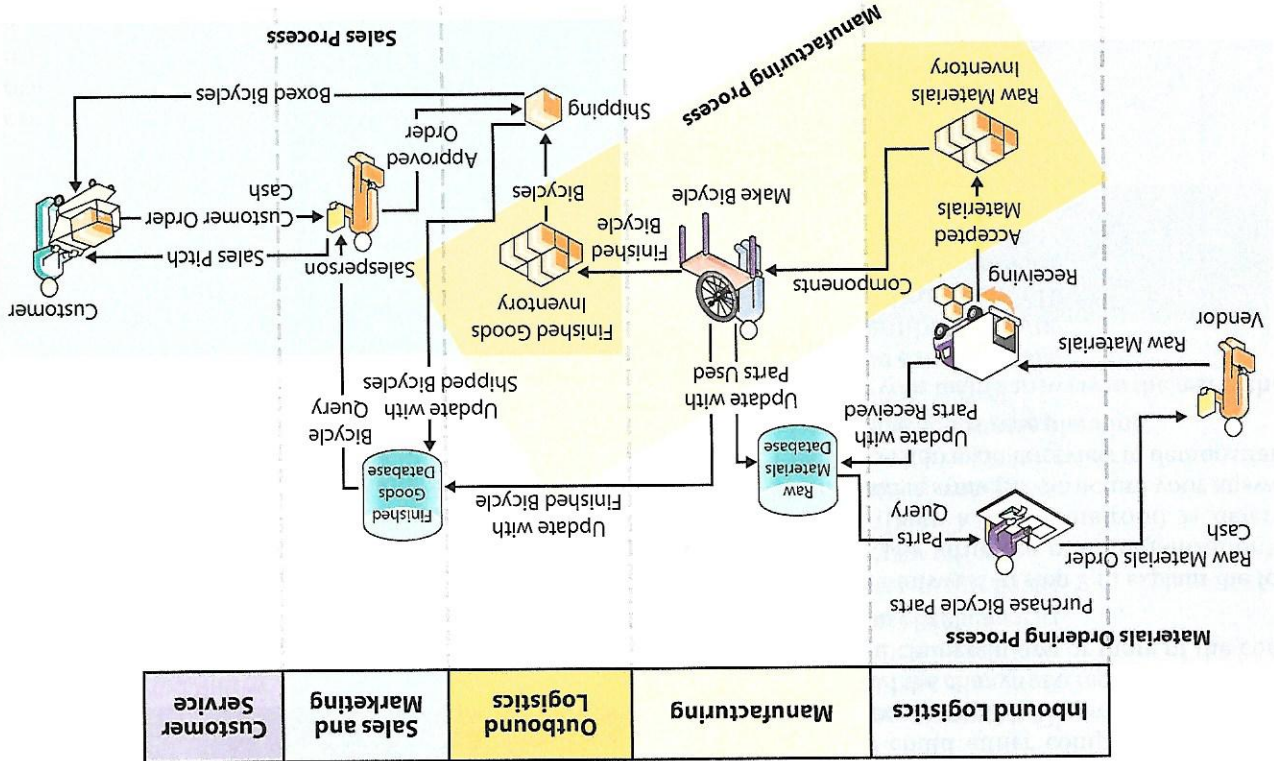 Inbound Logistics
Manufacturing
Outbound
Logistics
Sales and
Marketing
Customer
Service
Materials Ordering Process
Purchase Bicycle Parts
Raw Materials Order
Cash
Parts
Query
Raw
Materials
Database
Update with
Parts Received
Update with
Parts Used
Update with
Finished Bicycle
Finished
Goods
Database
Bicycle
Query
Update with
Shipped Bicycles
Vendor
Raw Materials
Receiving
Accepted
Materials
Components
Make Bicycle
Finished
Bicycle
Finished Goods
Inventory
Bicycles
Salesperson
Customer
Sales Pitch
Customer Order
Cash
Approved
Order
Shipping
Boxed Bicycles
Raw Materials
Inventory
Manufacturing Process
Sales Process